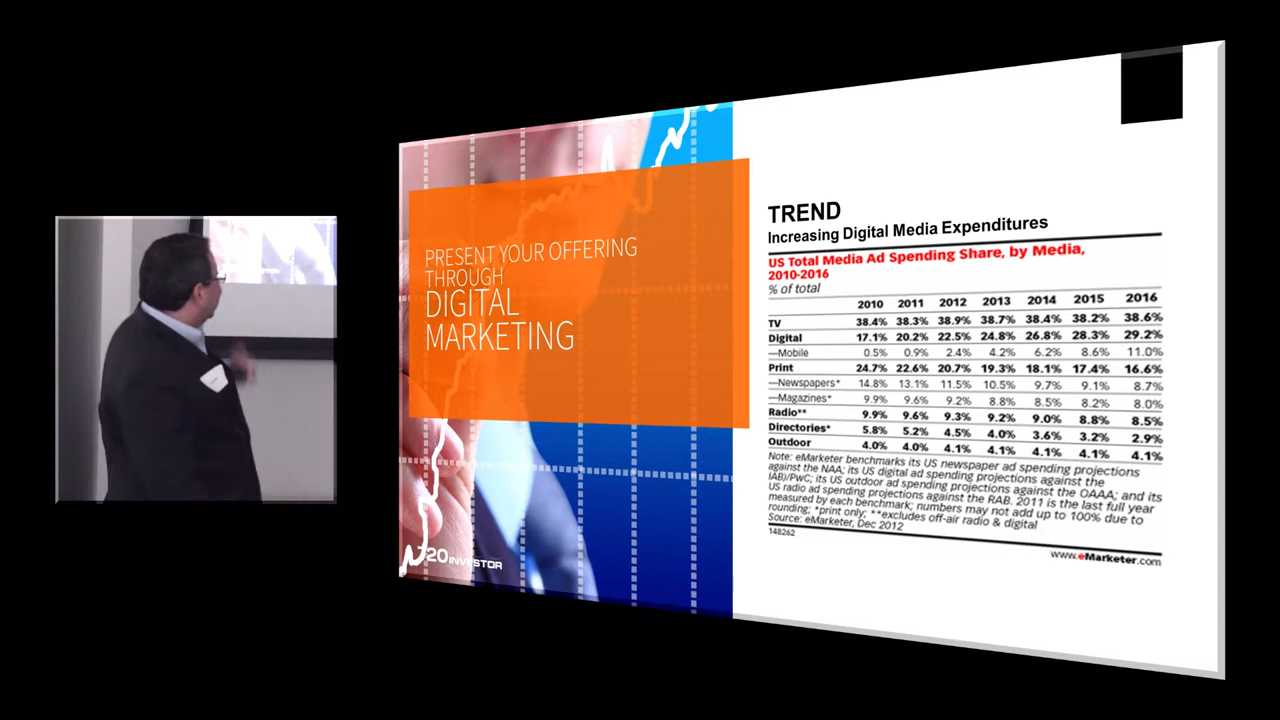 PRESENT YOUR OFFERING
THROUGH
DIGITAL
MARKETING
720INVESTOR
TREND
Increasing Digital Media Expenditures
US Total Media Ad Spending Share, by Media,
2010-2016
% of total
2010 2011 2012 2013 2014 2015 2016
TV 38.4% 38.3% 38.9% 38.7% 38.4% 38.2% 38.6%
Digital 17.1% 20.2% 22.5% 24.8% 26.8% 28.3% 29.2%
—Mobile 0.5% 0.9% 2.4% 4.2% 6.2% 8.6% 11.0%
Print 24.7% 22.6% 20.7% 19.3% 18.1% 17.4% 16.6%
—Newspapers* 14.8% 13.1% 11.5% 10.5% 9.7% 9.1% 8.7%
—Magazines* 9.9% 9.6% 9.2% 8.8% 8.5% 8.2% 8.0%
Radio** 9.9% 9.6% 9.3% 9.2% 9.0% 8.8% 8.5%
Directories* 5.8% 5.2% 4.5% 4.0% 3.6% 3.2% 2.9%
Outdoor 4.0% 4.0% 4.1% 4.1% 4.1% 4.1% 4.1%
Note: eMarketer benchmarks its US newspaper ad spending projections
against the NAA; its US digital ad spending projections against the
IAB)/PwC; its US outdoor ad spending projections against the OAAA; and its
US radio ad spending projections against the RAB. 2011 is the last full year
measured by each benchmark; numbers may not add up to 100% due to
rounding; *print only; **excludes off-air radio & digital
Source: eMarketer, Dec 2012
148262
www.eMarketer.com